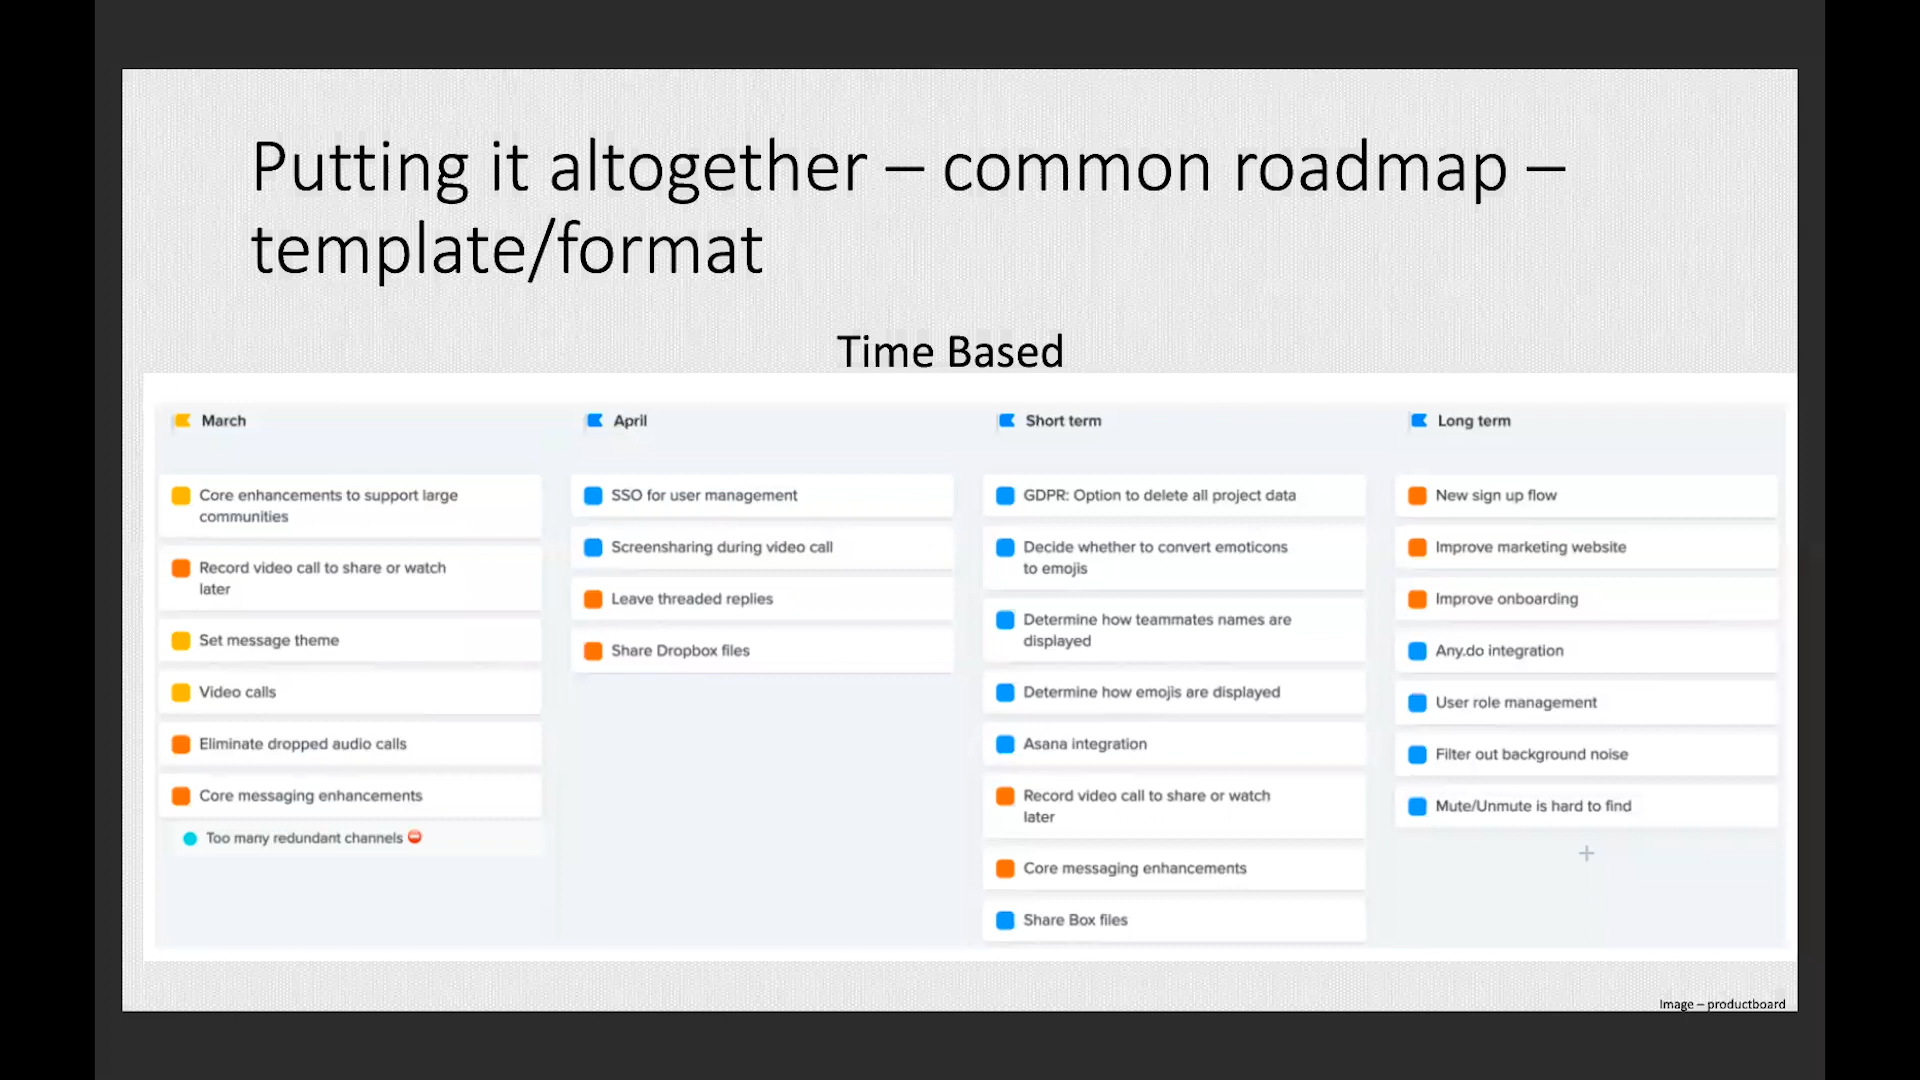 Putting it altogether – common roadmap –
template/format
Time Based
March
Core enhancements to support large
communities
Record video call to share or watch
later
Set message theme
Video calls
Eliminate dropped audio calls
Core messaging enhancements
Too many redundant channels
April
SSO for user management
Screensharing during video call
Leave threaded replies
Share Dropbox files
Short term
GDPR: Option to delete all project data
Decide whether to convert emoticons
to emojis
Determine how teammates names are
displayed
Determine how emojis are displayed
Asana integration
Record video call to share or watch
later
Core messaging enhancements
Share Box files
Long term
New sign up flow
Improve marketing website
Improve onboarding
Any.do integration
User role management
Filter out background noise
Mute/Unmute is hard to find
Image – productboard